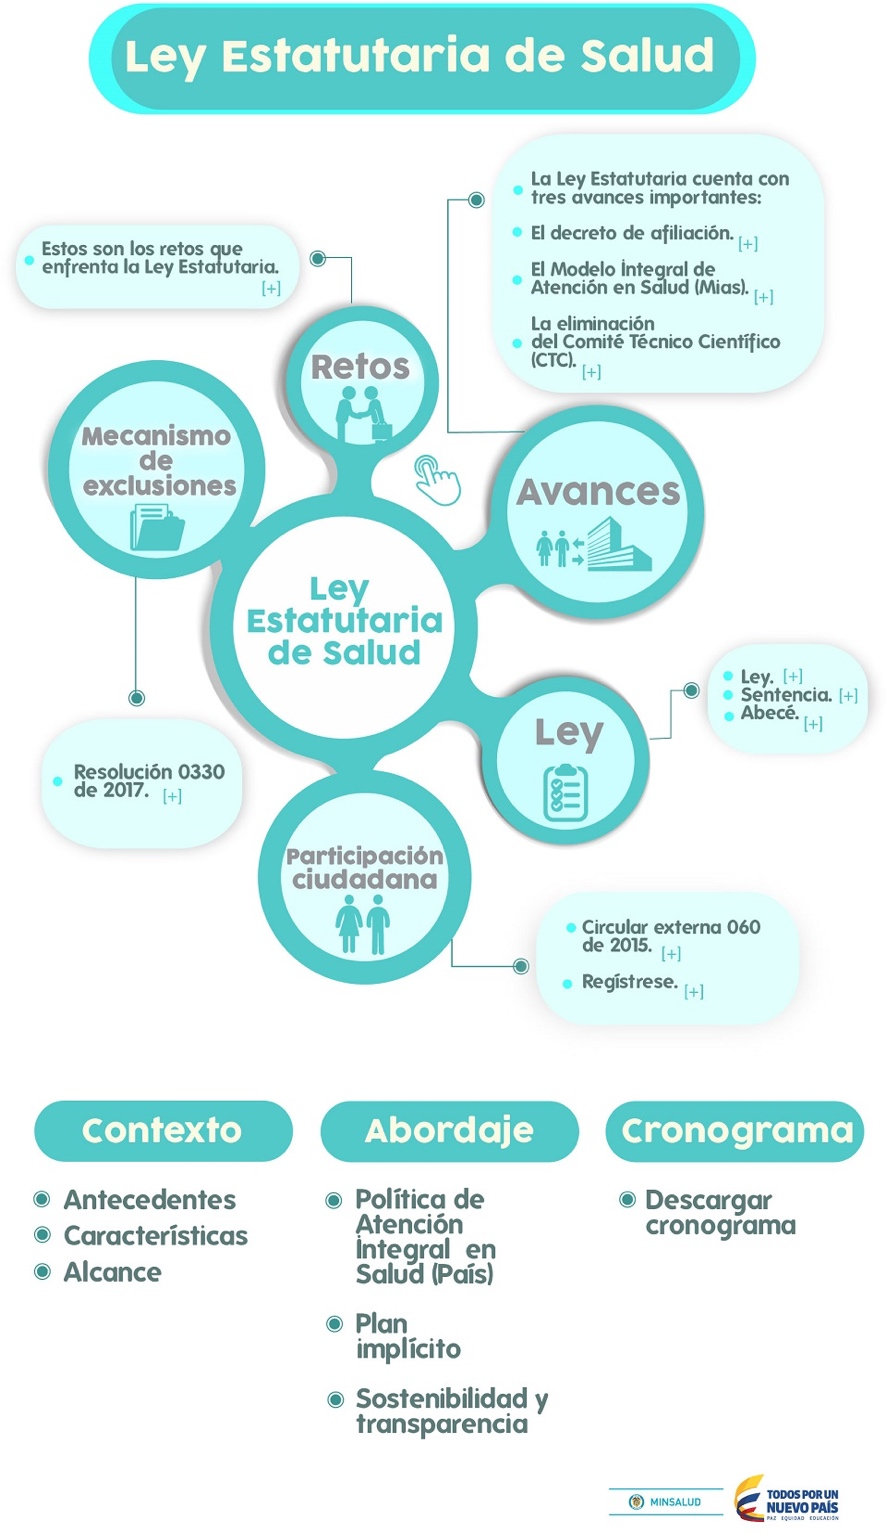 Ley Estatutaria de Salud
La Ley Estatutaria cuenta con
tres avances importantes:
El decreto de afiliación. [+]
El Modelo Integral de
Atención en Salud (Mias). [+]
La eliminación
del Comité Técnico Científico
(CTC). [+]
Estos son los retos que
enfrenta la Ley Estatutaria.
[+]
Retos
Mecanismo
de
exclusiones
Avances
Ley
Estatutaria
de Salud
Ley. [+]
Sentencia. [+]
Abecé. [+]
Ley
Resolución 0330
de 2017. [+]
Participación
ciudadana
Circular externa 060
de 2015. [+]
Regístrese. [+]
Contexto
Antecedentes
Características
Alcance
Abordaje
Política de
Atención
Integral en
Salud (País)
Plan
implícito
Sostenibilidad y
transparencia
Cronograma
Descargar
cronograma
MINSALUD
TODOS POR UN
NUEVO PAÍS
PAZ EQUIDAD EDUCACIÓN